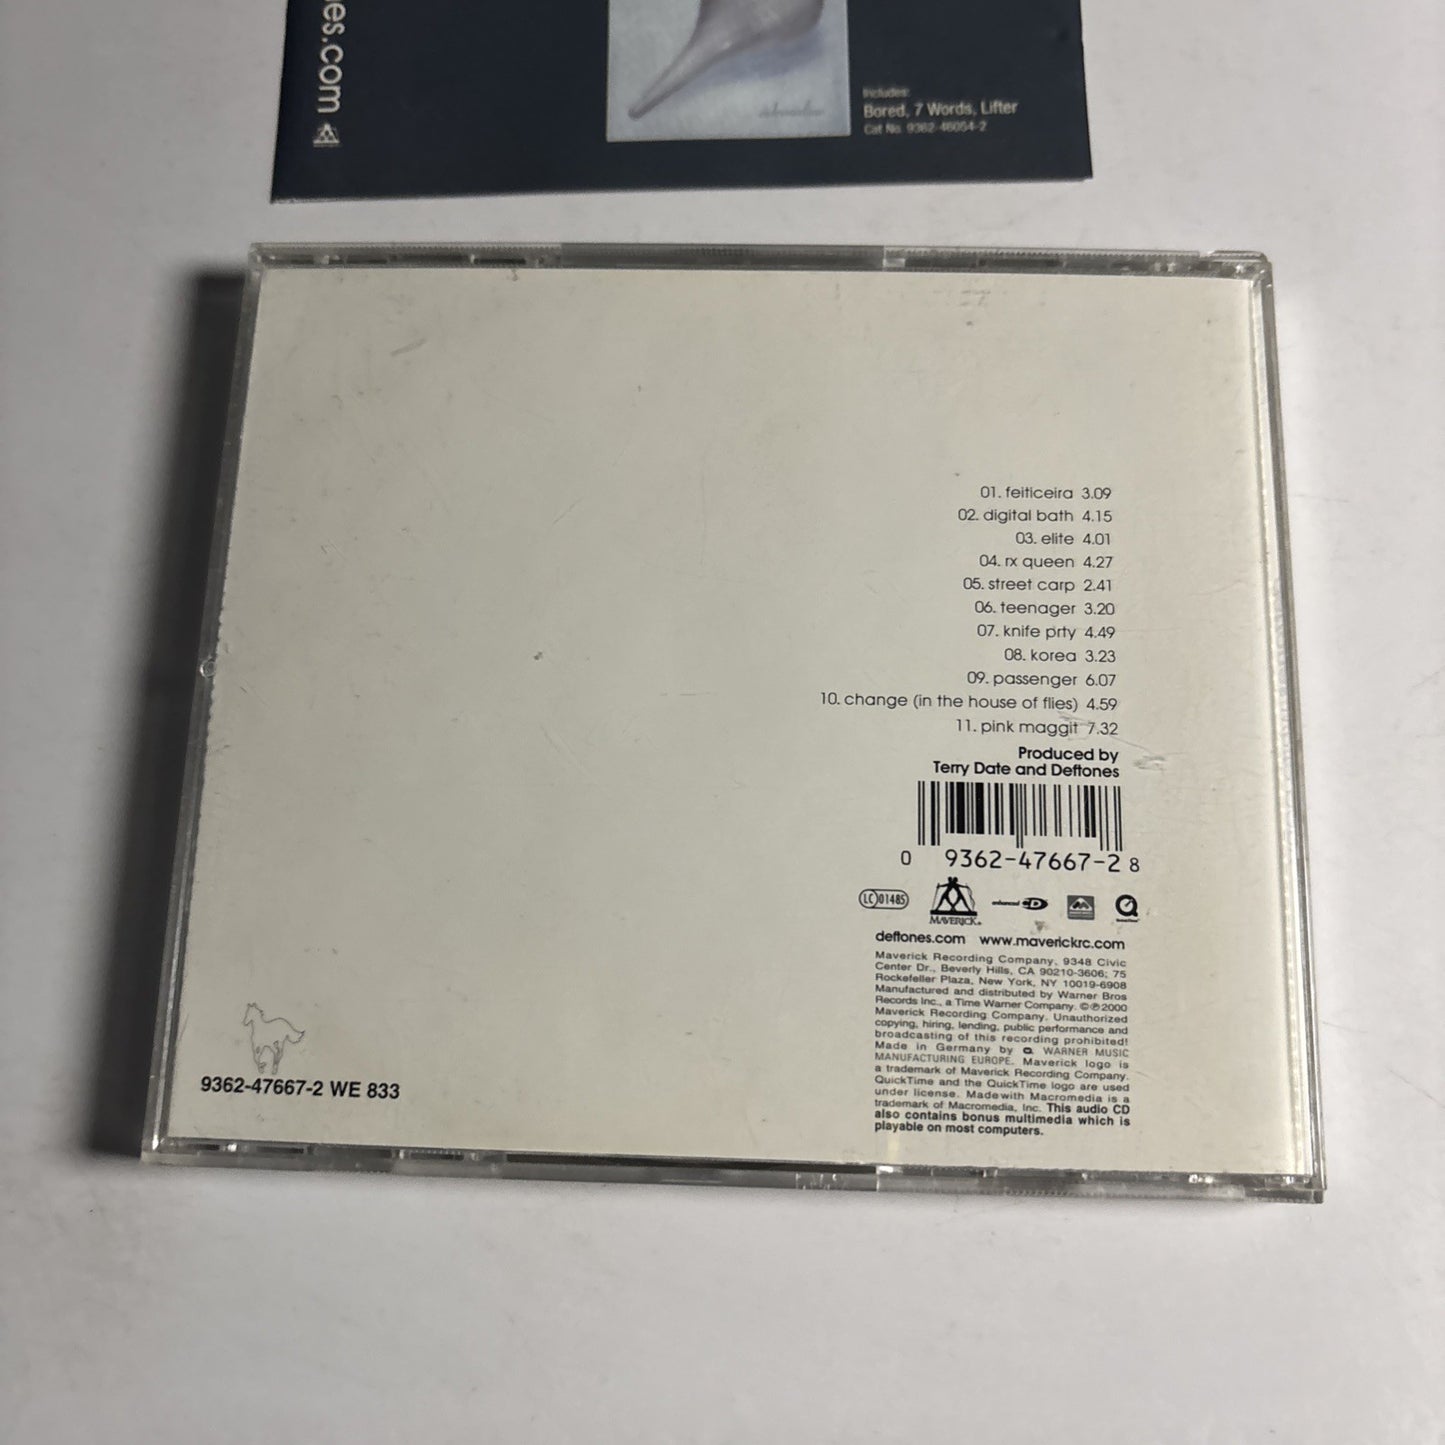 es.com
Includes:
Bored, 7 Words, Lifter
Cat No. 9362-46054-2
01. feiticeira 3.09
02. digital bath 4.15
03. elite 4.01
04. rx queen 4.27
05. street carp 2.41
06. teenager 3.20
07. knife prty 4.49
08. korea 3.23
09. passenger 6.07
10. change (in the house of flies) 4.59
11. pink maggit 7.32
Produced by
Terry Date and Deftones
0 9362-47667-2 8
LC 01485
MAVERICK
enhanced CD
deftones.com www.maverickrc.com
Maverick Recording Company, 9348 Civic
Center Dr., Beverly Hills, CA 90210-3606; 75
Rockefeller Plaza, New York, NY 10019-6908
Manufactured and distributed by Warner Bros
Records Inc., a Time Warner Company. ©℗2000
Maverick Recording Company. Unauthorized
copying, hiring, lending, public performance and
broadcasting of this recording prohibited!
Made in Germany by WARNER MUSIC
MANUFACTURING EUROPE. Maverick logo is
a trademark of Maverick Recording Company.
QuickTime and the QuickTime logo are used
under license. Made with Macromedia is a
trademark of Macromedia, Inc. This audio CD
also contains bonus multimedia which is
playable on most computers.
9362-47667-2 WE 833